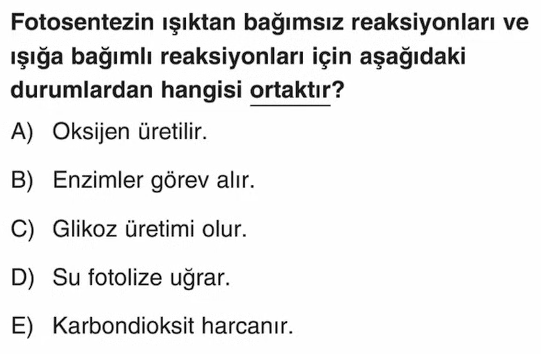 Fotosentezin ışıktan bağımsız reaksiyonları ve
ışığa bağımlı reaksiyonları için aşağıdaki
durumlardan hangisi ortaktır?
A) Oksijen üretilir.
B) Enzimler görev alır.
C) Glikoz üretimi olur.
D) Su fotolize uğrar.
E) Karbondioksit harcanır.